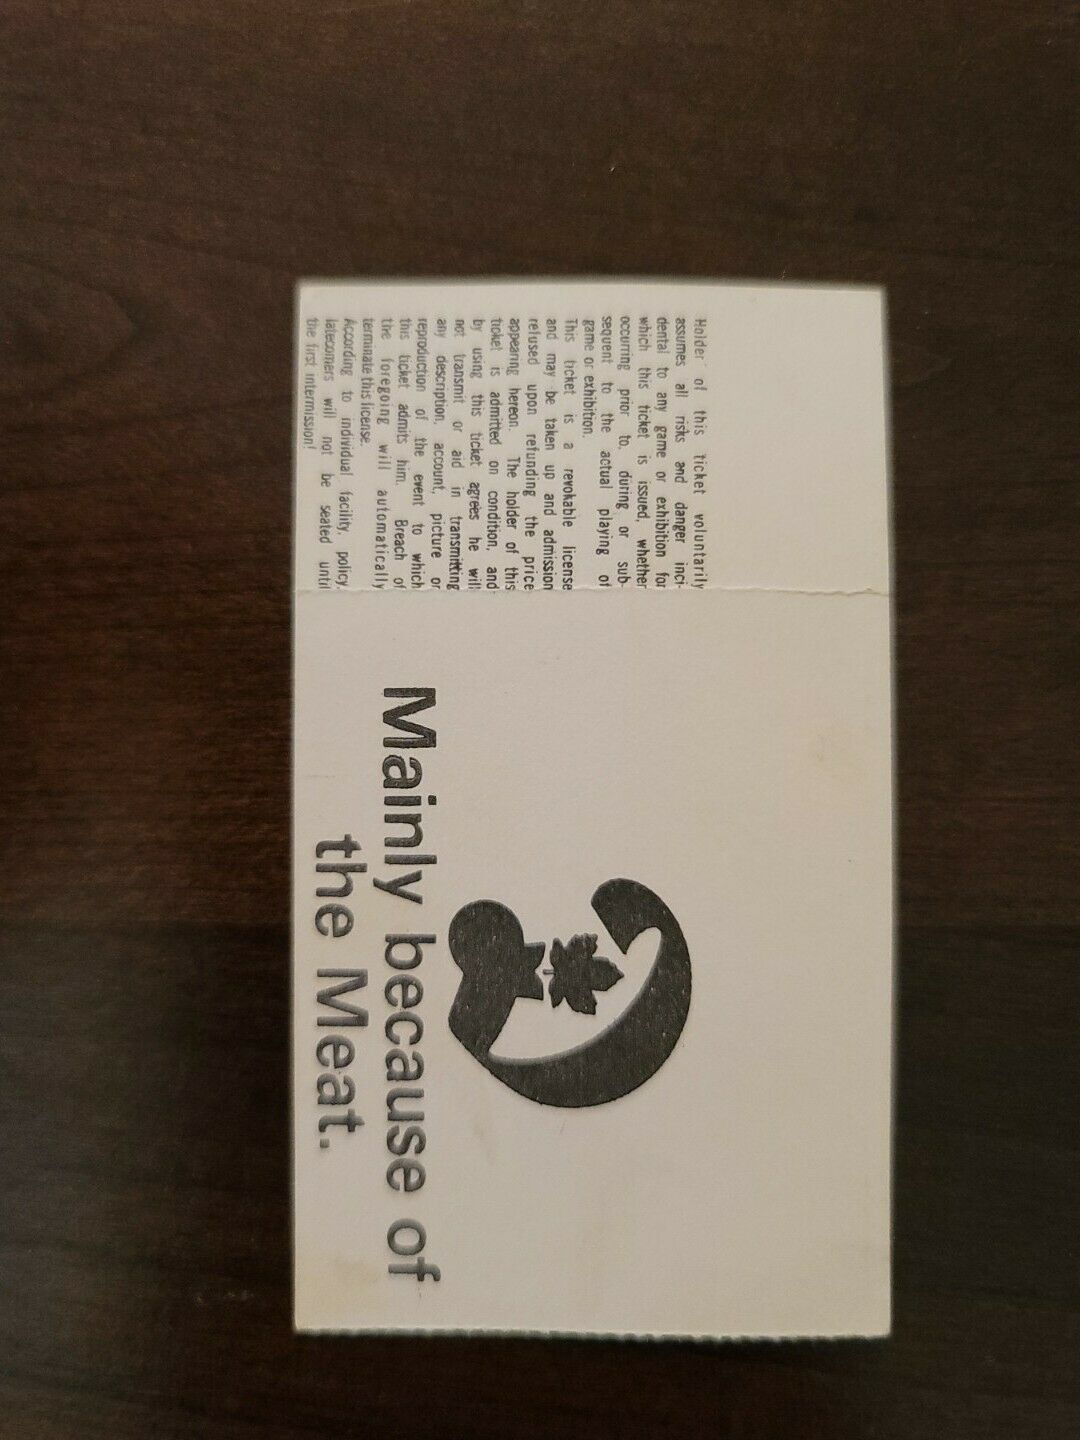 Holder of this ticket voluntarily
assumes all risks and danger inci-
dental to any game or exhibition for
which this ticket is issued, whether
occurring prior to, during or sub-
sequent to the actual playing of
game or exhibition.
This ticket is a revokable license
and may be taken up and admission
refused upon refunding the price
appearing hereon. The holder of this
ticket is admitted on condition, and
by using this ticket agrees he will
not transmit or aid in transmitting
any description, account, picture or
reproduction of the event to which
this ticket admits him. Breach of
the foregoing will automatically
terminate this license.
According to individual facility, policy,
latecomers will not be seated until
the first intermission!
Mainly because of
the Meat.